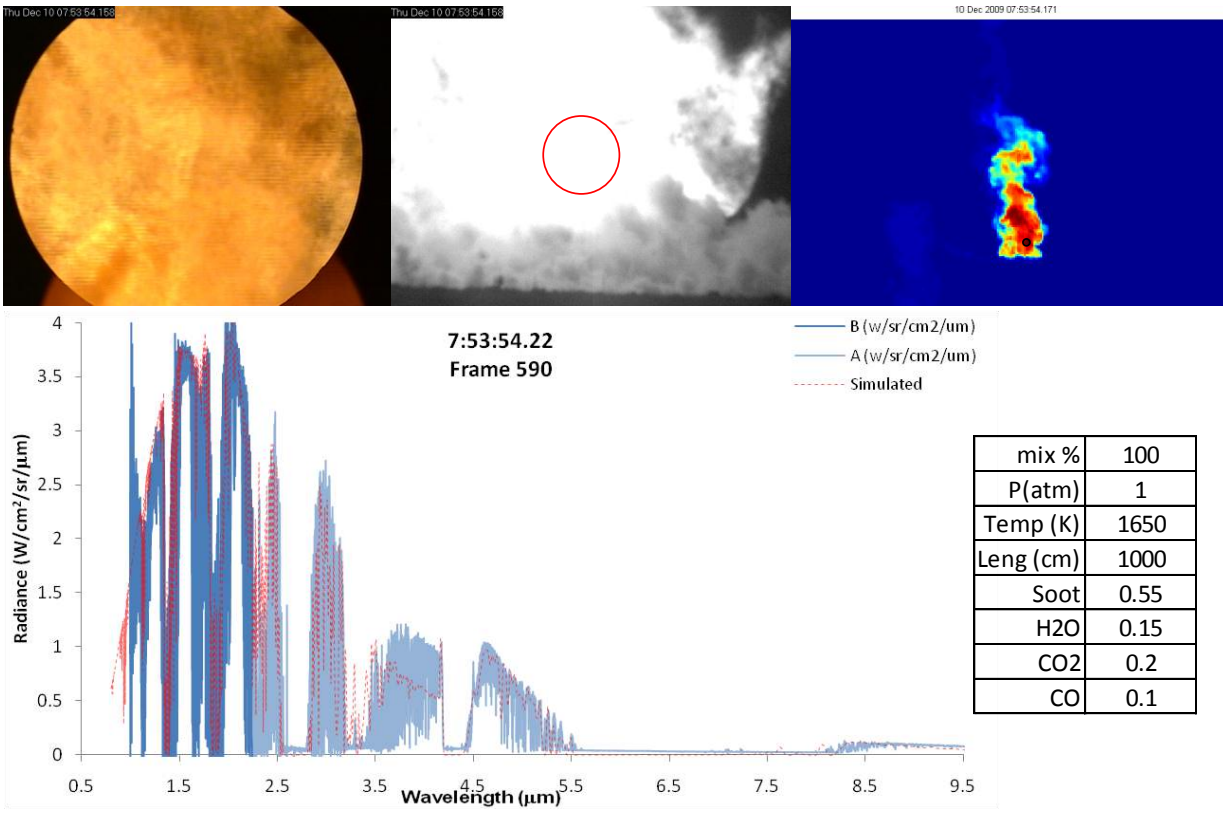 Thu Dec 10 07:53:54.158
Thu Dec 10 07:53:54.158
10 Dec 2009 07:53:54.171
7:53:54.22
Frame 590
B (w/sr/cm2/um)
A (w/sr/cm2/um)
Simulated
Radiance (W/cm²/sr/µm)
4
3.5
3
2.5
2
1.5
1
0.5
0
0.5 1.5 2.5 3.5 4.5 5.5 6.5 7.5 8.5 9.5
Wavelength (µm)
mix % 100
P(atm) 1
Temp (K) 1650
Leng (cm) 1000
Soot 0.55
H2O 0.15
CO2 0.2
CO 0.1